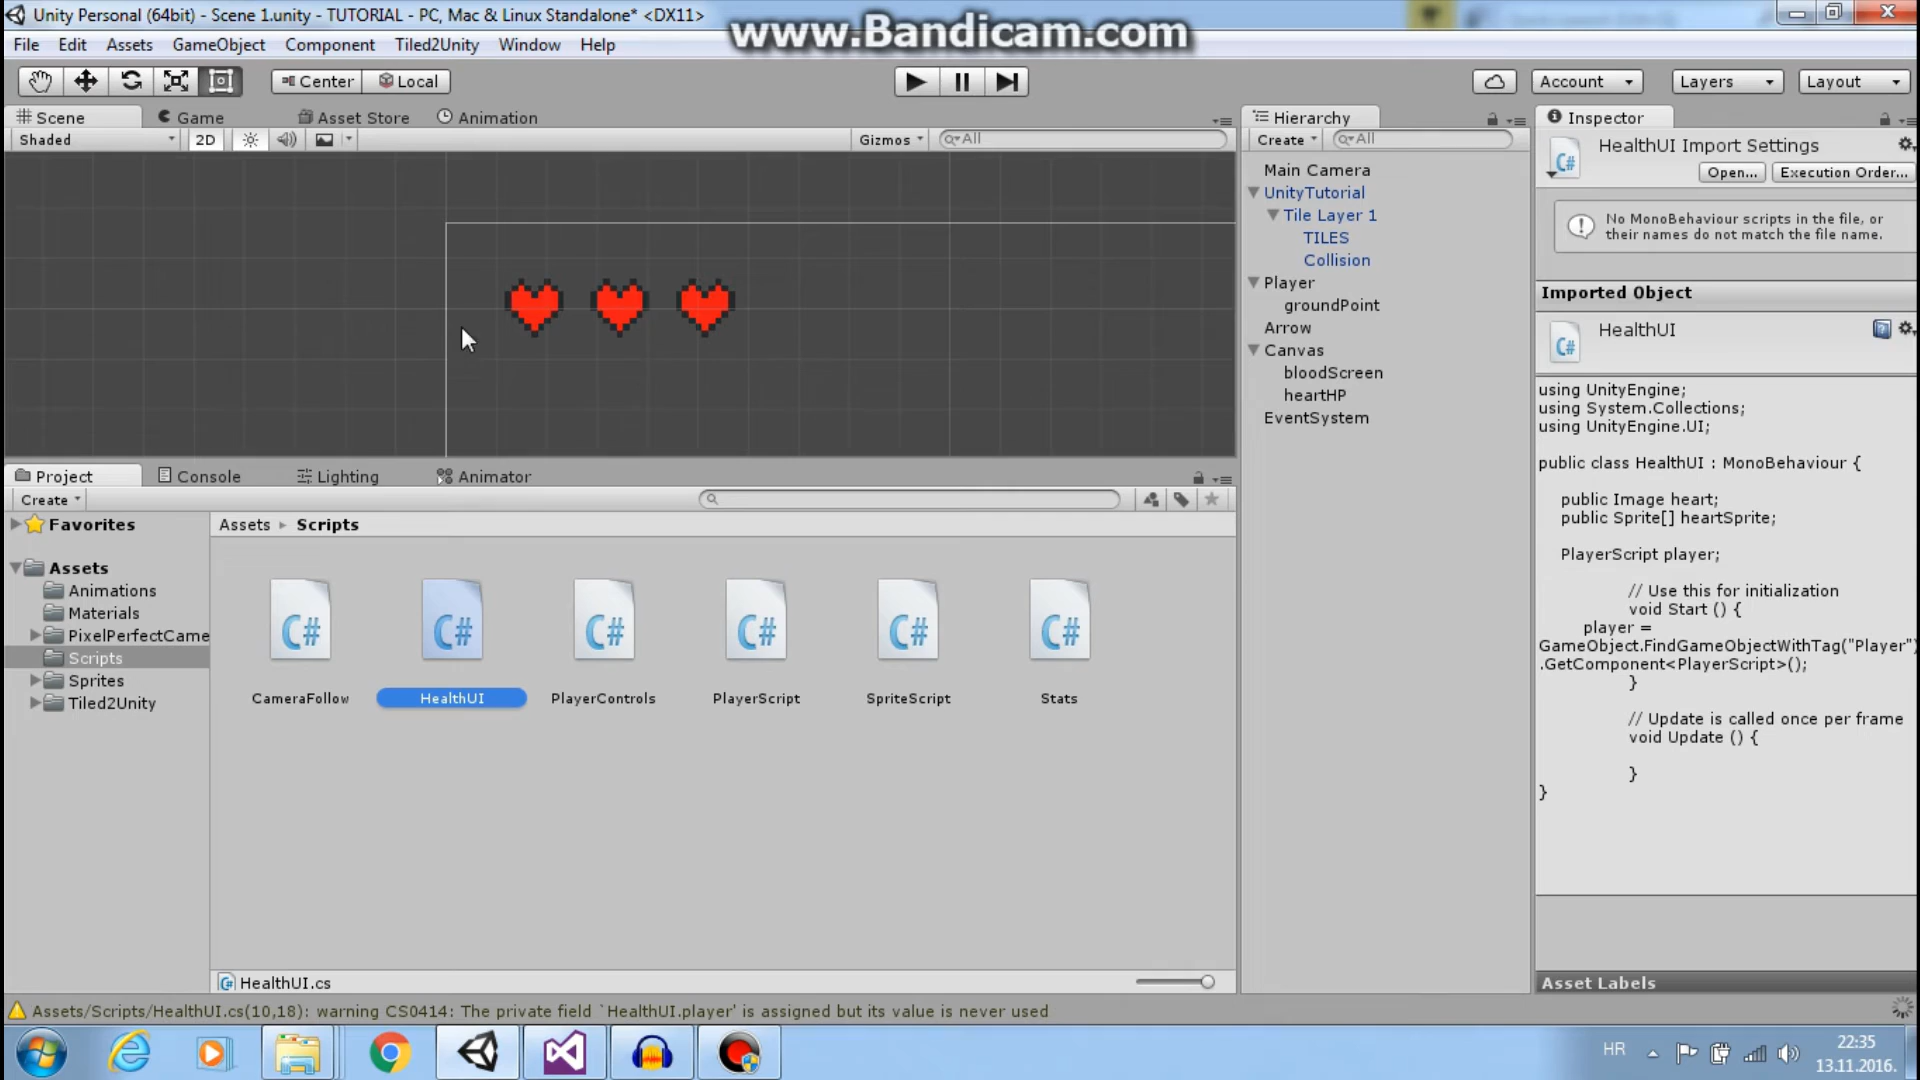 Unity Personal (64bit) - Scene 1.unity - TUTORIAL - PC, Mac & Linux Standalone* <DX11>
www.Bandicam.com
File Edit Assets GameObject Component Tiled2Unity Window Help
Center Local
Account Layers Layout
Scene Game Asset Store Animation
Shaded 2D Gizmos All
Hierarchy
Create All
Main Camera
UnityTutorial
Tile Layer 1
TILES
Collision
Player
groundPoint
Arrow
Canvas
bloodScreen
heartHP
EventSystem
Inspector
HealthUI Import Settings
Open... Execution Order...
No MonoBehaviour scripts in the file, or
their names do not match the file name.
Imported Object
HealthUI
using UnityEngine;
using System.Collections;
using UnityEngine.UI;
public class HealthUI : MonoBehaviour {
public Image heart;
public Sprite[] heartSprite;
PlayerScript player;
// Use this for initialization
void Start () {
player =
GameObject.FindGameObjectWithTag("Player")
.GetComponent<PlayerScript>();
}
// Update is called once per frame
void Update () {
}
}
Asset Labels
Project Console Lighting Animator
Create
Favorites
Assets
Animations
Materials
PixelPerfectCame
Scripts
Sprites
Tiled2Unity
Assets Scripts
C# C# C# C# C# C#
CameraFollow HealthUI PlayerControls PlayerScript SpriteScript Stats
HealthUI.cs
Assets/Scripts/HealthUI.cs(10,18): warning CS0414: The private field `HealthUI.player' is assigned but its value is never used
HR
22:35
13.11.2016.